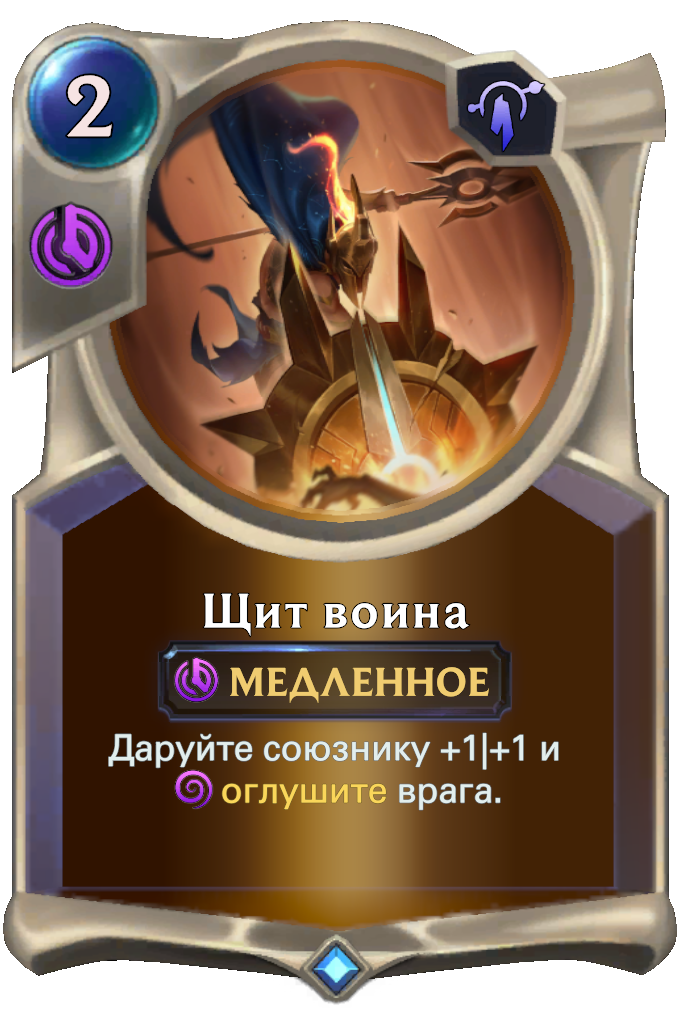 2
Щит воина
МЕДЛЕННОЕ
Даруйте союзнику +1|+1 и
оглушите врага.